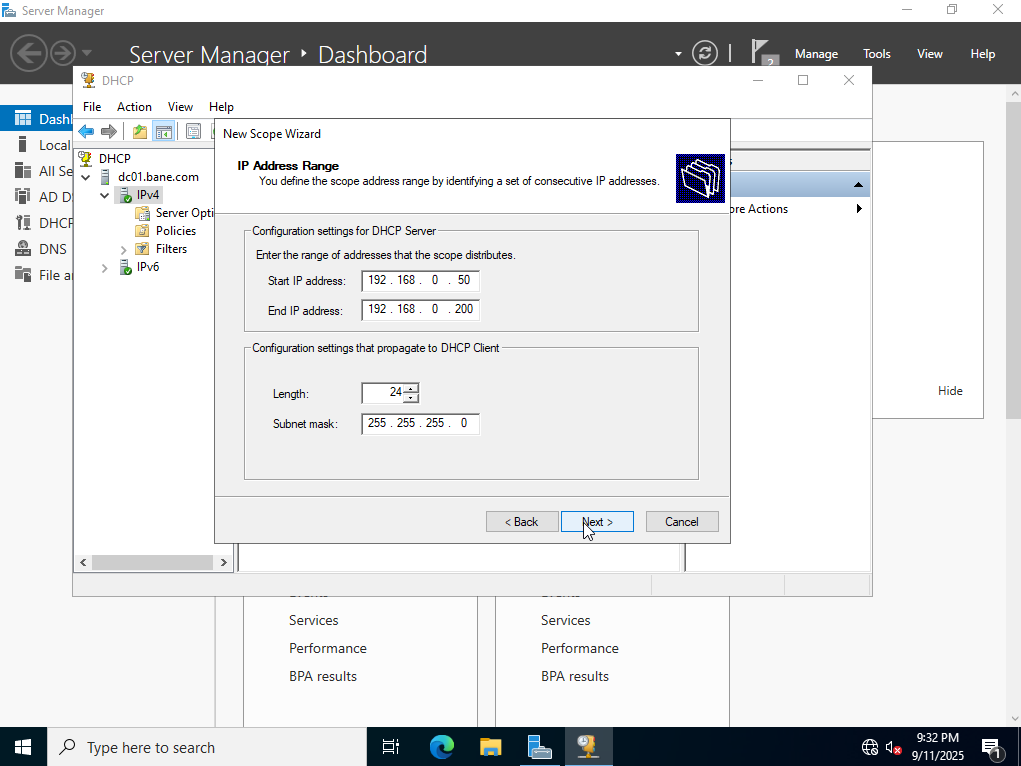 Server Manager
Server Manager ‣ Dashboard
Manage Tools View Help
2
DHCP
File Action View Help
New Scope Wizard
IP Address Range
You define the scope address range by identifying a set of consecutive IP addresses.
Configuration settings for DHCP Server
Enter the range of addresses that the scope distributes.
Start IP address: 192 . 168 . 0 . 50
End IP address: 192 . 168 . 0 . 200
Configuration settings that propagate to DHCP Client
Length: 24
Subnet mask: 255 . 255 . 255 . 0
< Back Next > Cancel
DHCP
dc01.bane.com
IPv4
Server Opti
Policies
Filters
IPv6
ore Actions
Dashb
Local
All Se
AD D
DHCP
DNS
File an
Hide
Events Events
Services Services
Performance Performance
BPA results BPA results
Type here to search
9:32 PM
9/11/2025
1